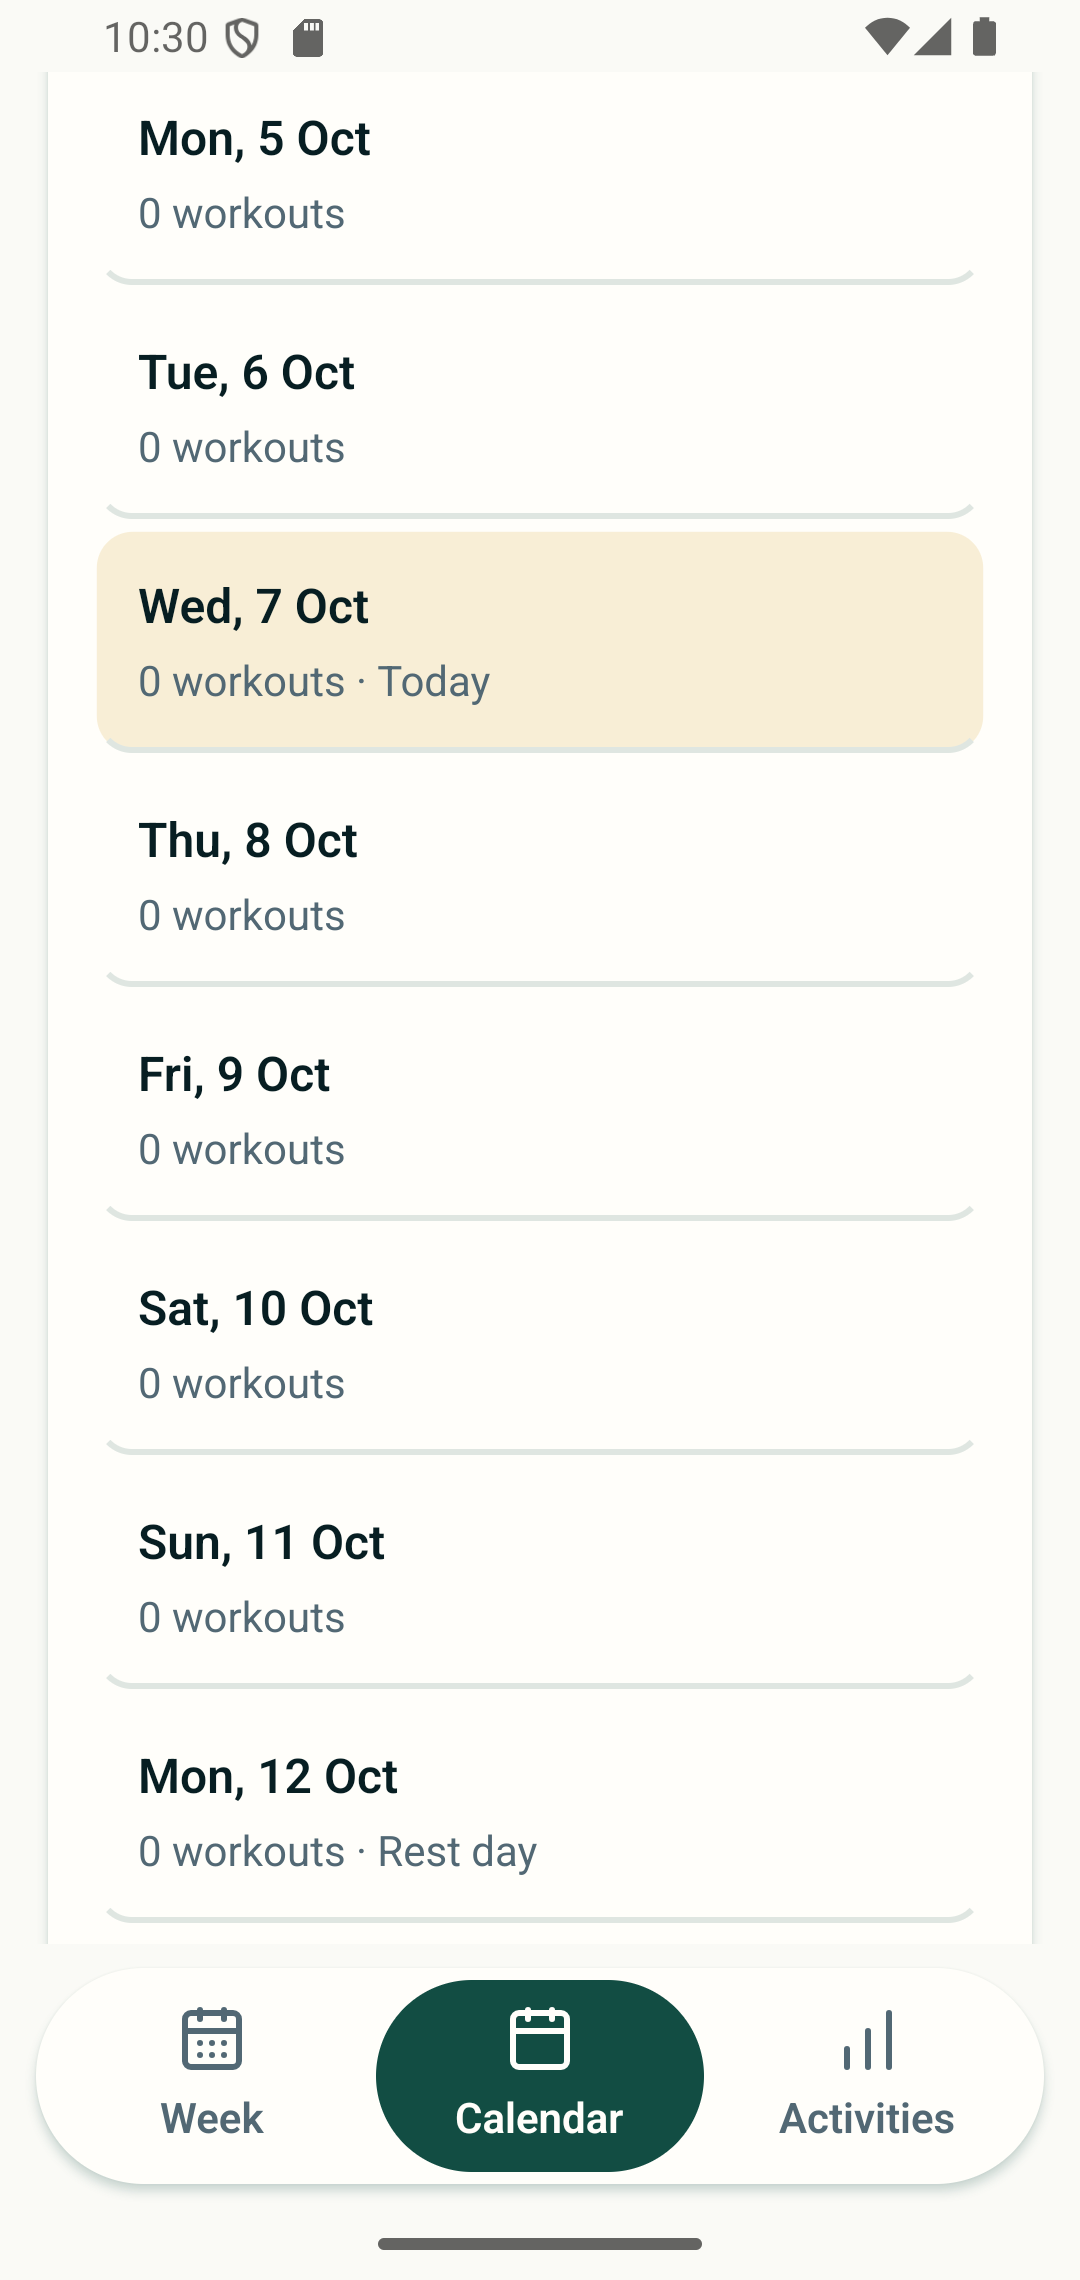 10:30
Mon, 5 Oct
0 workouts
Tue, 6 Oct
0 workouts
Wed, 7 Oct
0 workouts · Today
Thu, 8 Oct
0 workouts
Fri, 9 Oct
0 workouts
Sat, 10 Oct
0 workouts
Sun, 11 Oct
0 workouts
Mon, 12 Oct
0 workouts · Rest day
Week
Calendar
Activities